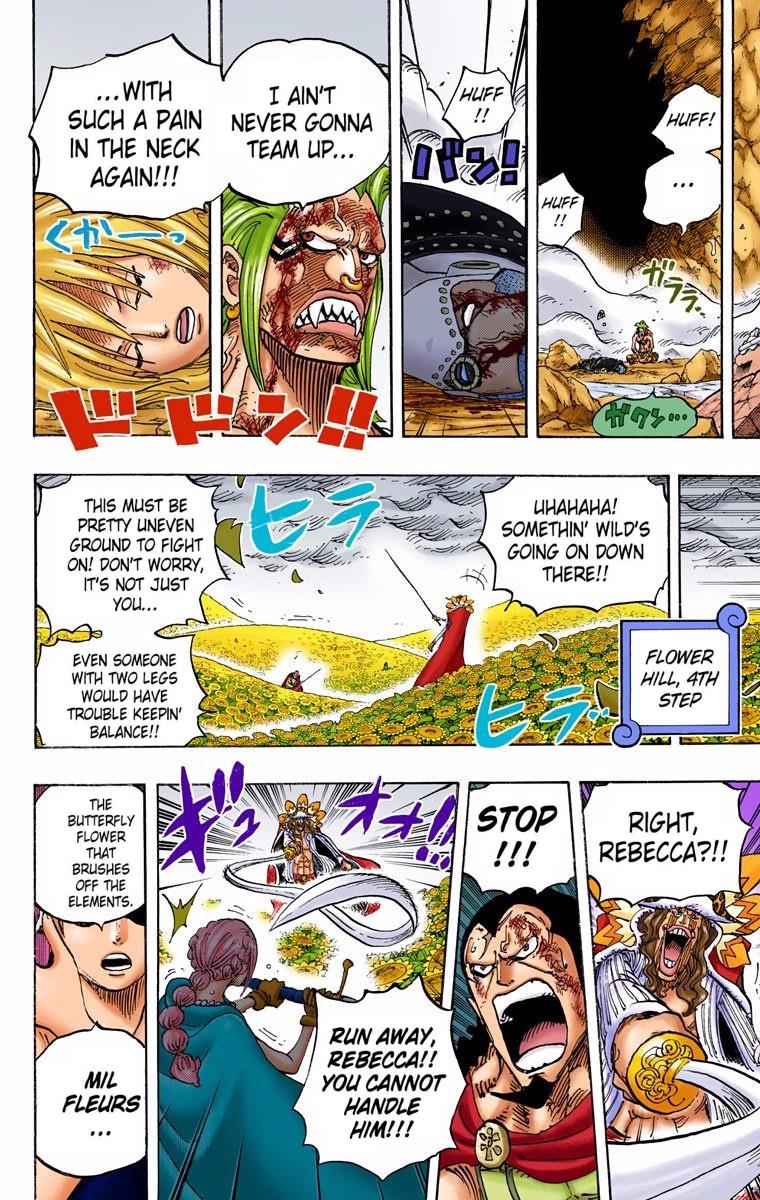 HUFF!
...
ガララ…
ガクン…
HUFF
!!
HUFF
!!
バン!
I AIN'T
NEVER GONNA
TEAM UP...
...WITH
SUCH A PAIN
IN THE NECK
AGAIN!!!
くかーーっ
ドドン!!
FLOWER
HILL, 4TH
STEP
UHAHAHA!
SOMETHIN' WILD'S
GOING ON DOWN
THERE!!
ヒラ
ヒラッ
THIS MUST BE
PRETTY UNEVEN
GROUND TO FIGHT
ON! DON'T WORRY,
IT'S NOT JUST
YOU...
EVEN SOMEONE
WITH TWO LEGS
WOULD HAVE
TROUBLE KEEPIN'
BALANCE!!
RIGHT,
REBECCA?!!
STOP
!!!
ギュオオ!!
RUN AWAY,
REBECCA!!
YOU CANNOT
HANDLE
HIM!!!
THE
BUTTERFLY
FLOWER
THAT
BRUSHES
OFF THE
ELEMENTS.
MIL
FLEURS
...